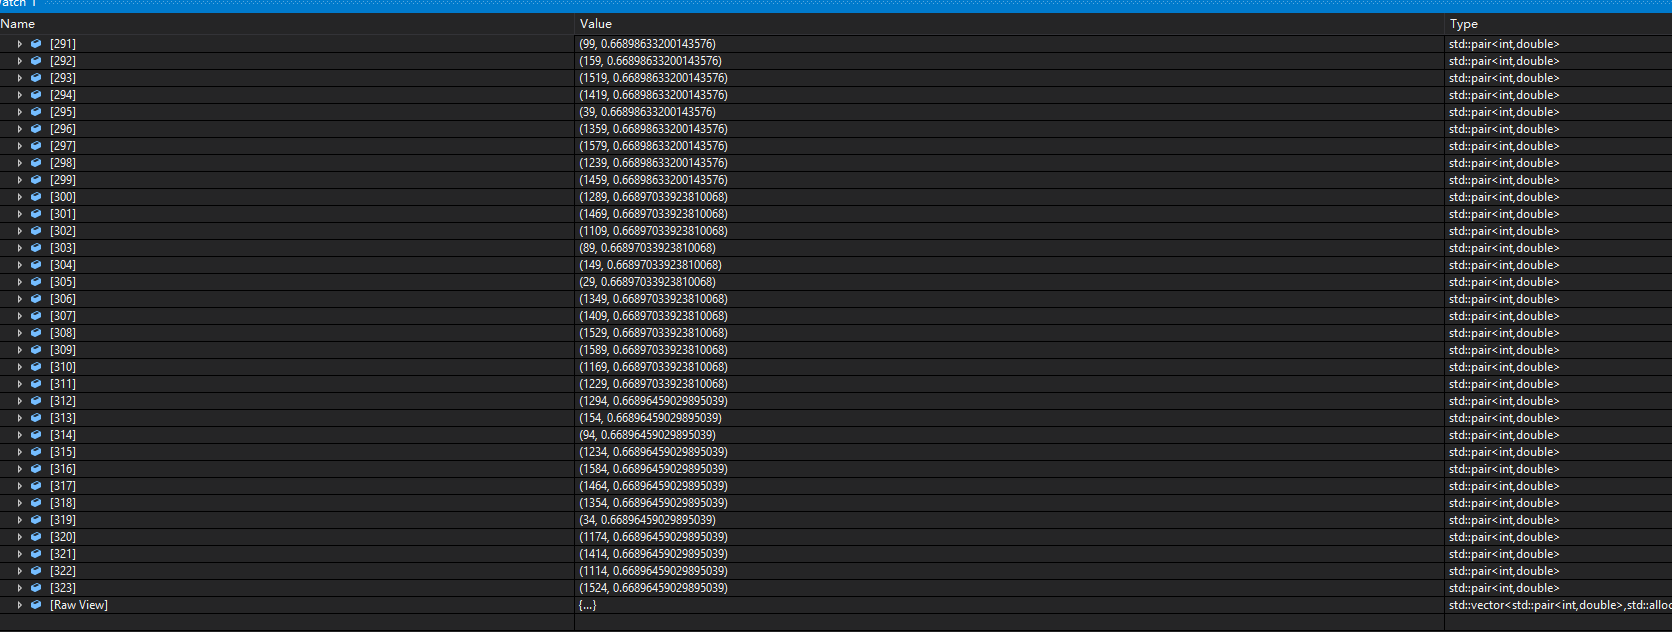 Watch 1
Name Value Type
[291] (99, 0.66898633200143576) std::pair<int,double>
[292] (159, 0.66898633200143576) std::pair<int,double>
[293] (1519, 0.66898633200143576) std::pair<int,double>
[294] (1419, 0.66898633200143576) std::pair<int,double>
[295] (39, 0.66898633200143576) std::pair<int,double>
[296] (1359, 0.66898633200143576) std::pair<int,double>
[297] (1579, 0.66898633200143576) std::pair<int,double>
[298] (1239, 0.66898633200143576) std::pair<int,double>
[299] (1459, 0.66898633200143576) std::pair<int,double>
[300] (1289, 0.66897033923810068) std::pair<int,double>
[301] (1469, 0.66897033923810068) std::pair<int,double>
[302] (1109, 0.66897033923810068) std::pair<int,double>
[303] (89, 0.66897033923810068) std::pair<int,double>
[304] (149, 0.66897033923810068) std::pair<int,double>
[305] (29, 0.66897033923810068) std::pair<int,double>
[306] (1349, 0.66897033923810068) std::pair<int,double>
[307] (1409, 0.66897033923810068) std::pair<int,double>
[308] (1529, 0.66897033923810068) std::pair<int,double>
[309] (1589, 0.66897033923810068) std::pair<int,double>
[310] (1169, 0.66897033923810068) std::pair<int,double>
[311] (1229, 0.66897033923810068) std::pair<int,double>
[312] (1294, 0.66896459029895039) std::pair<int,double>
[313] (154, 0.66896459029895039) std::pair<int,double>
[314] (94, 0.66896459029895039) std::pair<int,double>
[315] (1234, 0.66896459029895039) std::pair<int,double>
[316] (1584, 0.66896459029895039) std::pair<int,double>
[317] (1464, 0.66896459029895039) std::pair<int,double>
[318] (1354, 0.66896459029895039) std::pair<int,double>
[319] (34, 0.66896459029895039) std::pair<int,double>
[320] (1174, 0.66896459029895039) std::pair<int,double>
[321] (1414, 0.66896459029895039) std::pair<int,double>
[322] (1114, 0.66896459029895039) std::pair<int,double>
[323] (1524, 0.66896459029895039) std::pair<int,double>
[Raw View] {...} std::vector<std::pair<int,double>,std::alloc